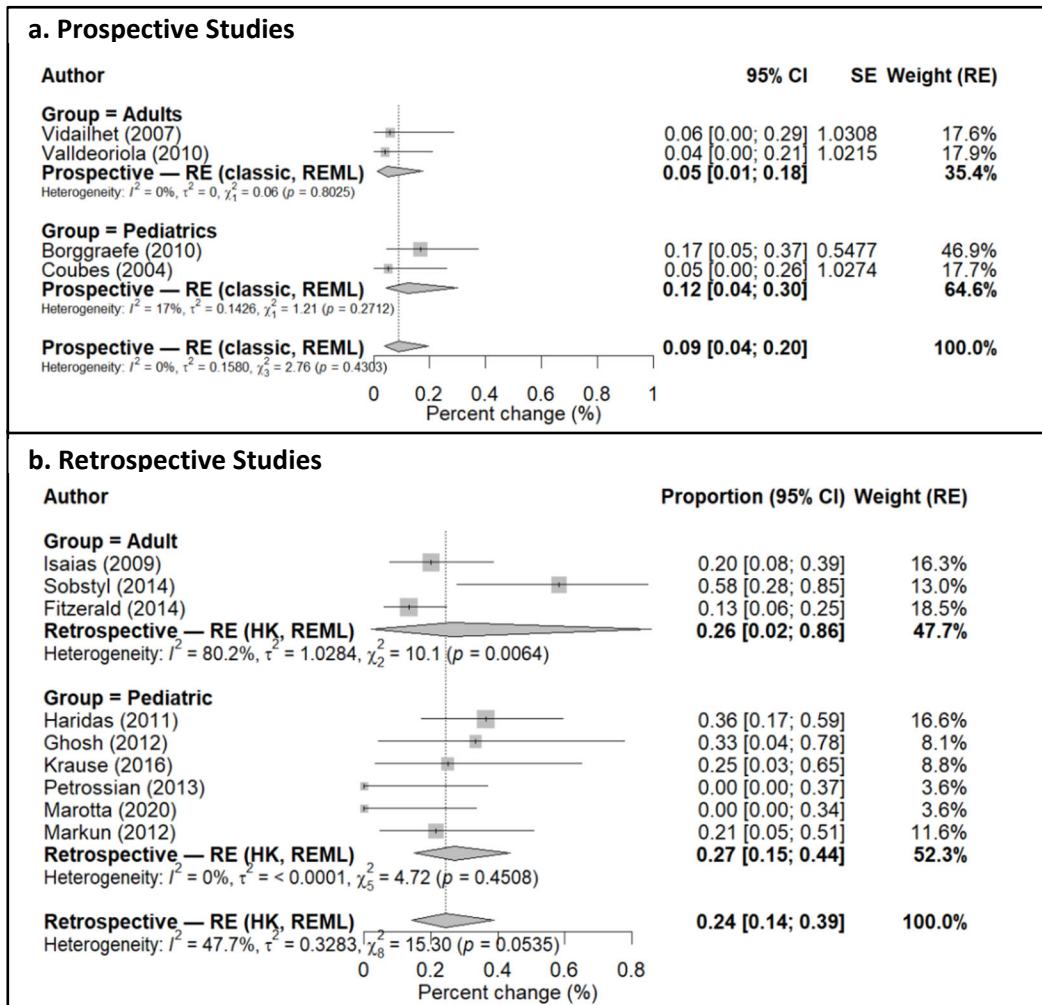 a. Prospective Studies
Author 95% CI SE Weight (RE)
Group = Adults
Vidailhet (2007) 0.06 [0.00; 0.29] 1.0308 17.6%
Valldeoriola (2010) 0.04 [0.00; 0.21] 1.0215 17.9%
Prospective — RE (classic, REML) 0.05 [0.01; 0.18] 35.4%
Heterogeneity: I² = 0%, τ² = 0, χ²₁ = 0.06 (p = 0.8025)
Group = Pediatrics
Borggraefe (2010) 0.17 [0.05; 0.37] 0.5477 46.9%
Coubes (2004) 0.05 [0.00; 0.26] 1.0274 17.7%
Prospective — RE (classic, REML) 0.12 [0.04; 0.30] 64.6%
Heterogeneity: I² = 17%, τ² = 0.1426, χ²₁ = 1.21 (p = 0.2712)
Prospective — RE (classic, REML) 0.09 [0.04; 0.20] 100.0%
Heterogeneity: I² = 0%, τ² = 0.1580, χ²₃ = 2.76 (p = 0.4303)
0 0.2 0.4 0.6 0.8 1
Percent change (%)
b. Retrospective Studies
Author Proportion (95% CI) Weight (RE)
Group = Adult
Isaias (2009) 0.20 [0.08; 0.39] 16.3%
Sobstyl (2014) 0.58 [0.28; 0.85] 13.0%
Fitzerald (2014) 0.13 [0.06; 0.25] 18.5%
Retrospective — RE (HK, REML) 0.26 [0.02; 0.86] 47.7%
Heterogeneity: I² = 80.2%, τ² = 1.0284, χ²₂ = 10.1 (p = 0.0064)
Group = Pediatric
Haridas (2011) 0.36 [0.17; 0.59] 16.6%
Ghosh (2012) 0.33 [0.04; 0.78] 8.1%
Krause (2016) 0.25 [0.03; 0.65] 8.8%
Petrossian (2013) 0.00 [0.00; 0.37] 3.6%
Marotta (2020) 0.00 [0.00; 0.34] 3.6%
Markun (2012) 0.21 [0.05; 0.51] 11.6%
Retrospective — RE (HK, REML) 0.27 [0.15; 0.44] 52.3%
Heterogeneity: I² = 0%, τ² = < 0.0001, χ²₅ = 4.72 (p = 0.4508)
Retrospective — RE (HK, REML) 0.24 [0.14; 0.39] 100.0%
Heterogeneity: I² = 47.7%, τ² = 0.3283, χ²₈ = 15.30 (p = 0.0535)
0 0.2 0.4 0.6 0.8
Percent change (%)